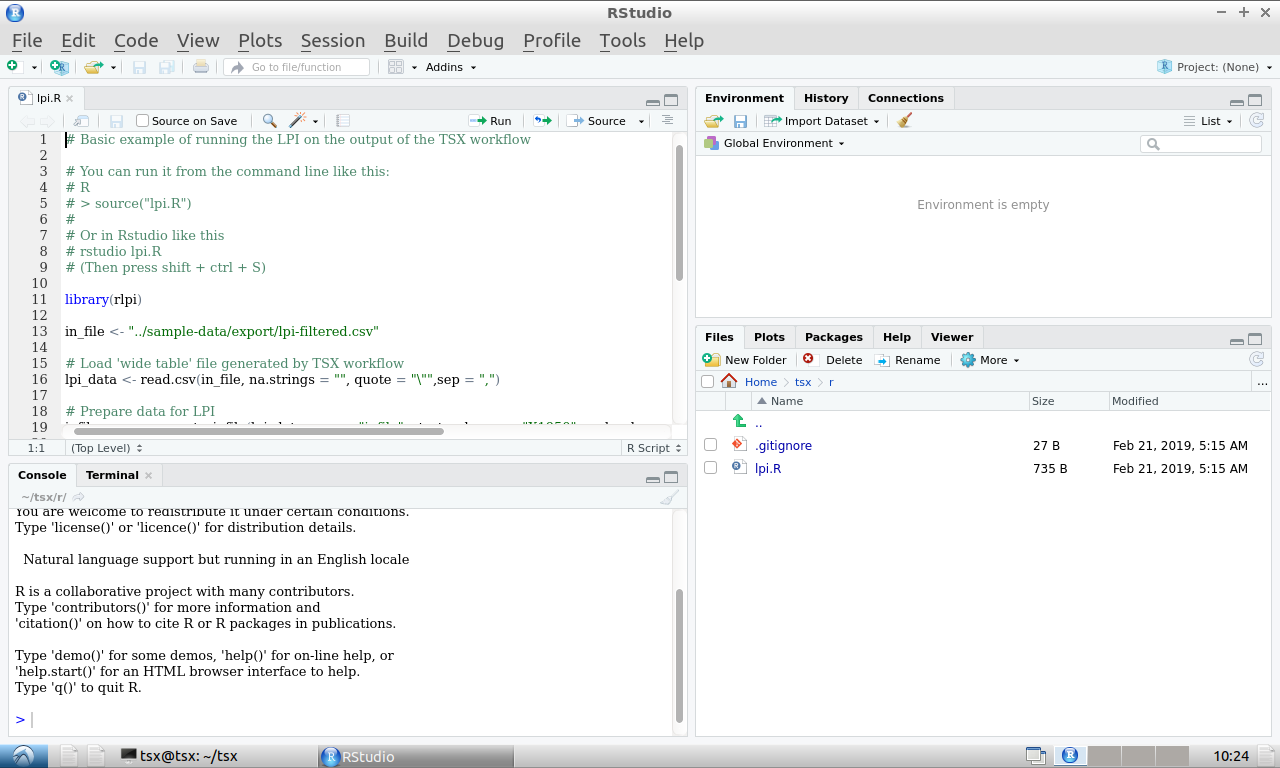 RStudio
File Edit Code View Plots Session Build Debug Profile Tools Help
Go to file/function Addins Project: (None)
lpi.R
Source on Save Run Source
1 # Basic example of running the LPI on the output of the TSX workflow
2
3 # You can run it from the command line like this:
4 # R
5 # > source("lpi.R")
6 #
7 # Or in Rstudio like this
8 # rstudio lpi.R
9 # (Then press shift + ctrl + S)
10
11 library(rlpi)
12
13 in_file <- "../sample-data/export/lpi-filtered.csv"
14
15 # Load 'wide table' file generated by TSX workflow
16 lpi_data <- read.csv(in_file, na.strings = "", quote = "\"",sep = ",")
17
18 # Prepare data for LPI
19
1:1 (Top Level) R Script
Console Terminal
~/tsx/r/
You are welcome to redistribute it under certain conditions.
Type 'license()' or 'licence()' for distribution details.
Natural language support but running in an English locale
R is a collaborative project with many contributors.
Type 'contributors()' for more information and
'citation()' on how to cite R or R packages in publications.
Type 'demo()' for some demos, 'help()' for on-line help, or
'help.start()' for an HTML browser interface to help.
Type 'q()' to quit R.
>
Environment History Connections
Import Dataset List
Global Environment
Environment is empty
Files Plots Packages Help Viewer
New Folder Delete Rename More
Home tsx r ...
Name Size Modified
..
.gitignore 27 B Feb 21, 2019, 5:15 AM
lpi.R 735 B Feb 21, 2019, 5:15 AM
tsx@tsx: ~/tsx RStudio 10:24